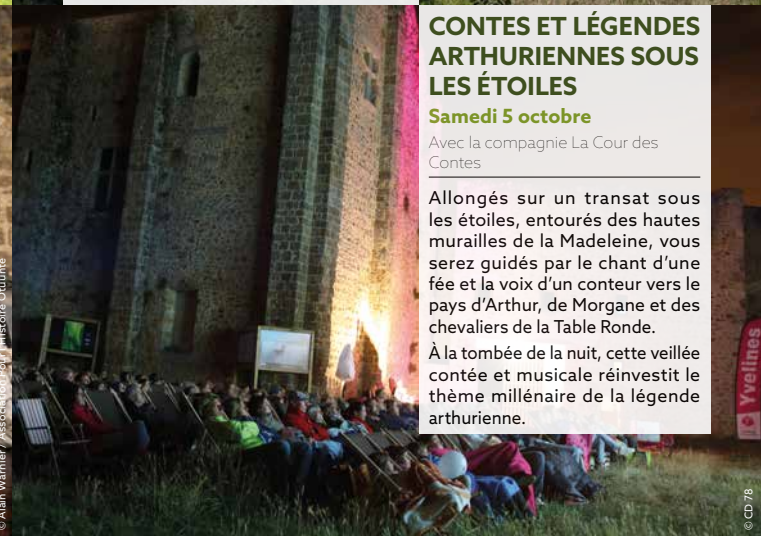 CONTES ET LÉGENDES
ARTHURIENNES SOUS
LES ÉTOILES
Samedi 5 octobre
Avec la compagnie La Cour des
Contes
Allongés sur un transat sous
les étoiles, entourés des hautes
murailles de la Madeleine, vous
serez guidés par le chant d’une
fée et la voix d’un conteur vers le
pays d’Arthur, de Morgane et des
chevaliers de la Table Ronde.
À la tombée de la nuit, cette veillée
contée et musicale réinvestit le
thème millénaire de la légende
arthurienne.
Yvelines
© Alain Warnier / Association Pour l'Histoire
© CD 78